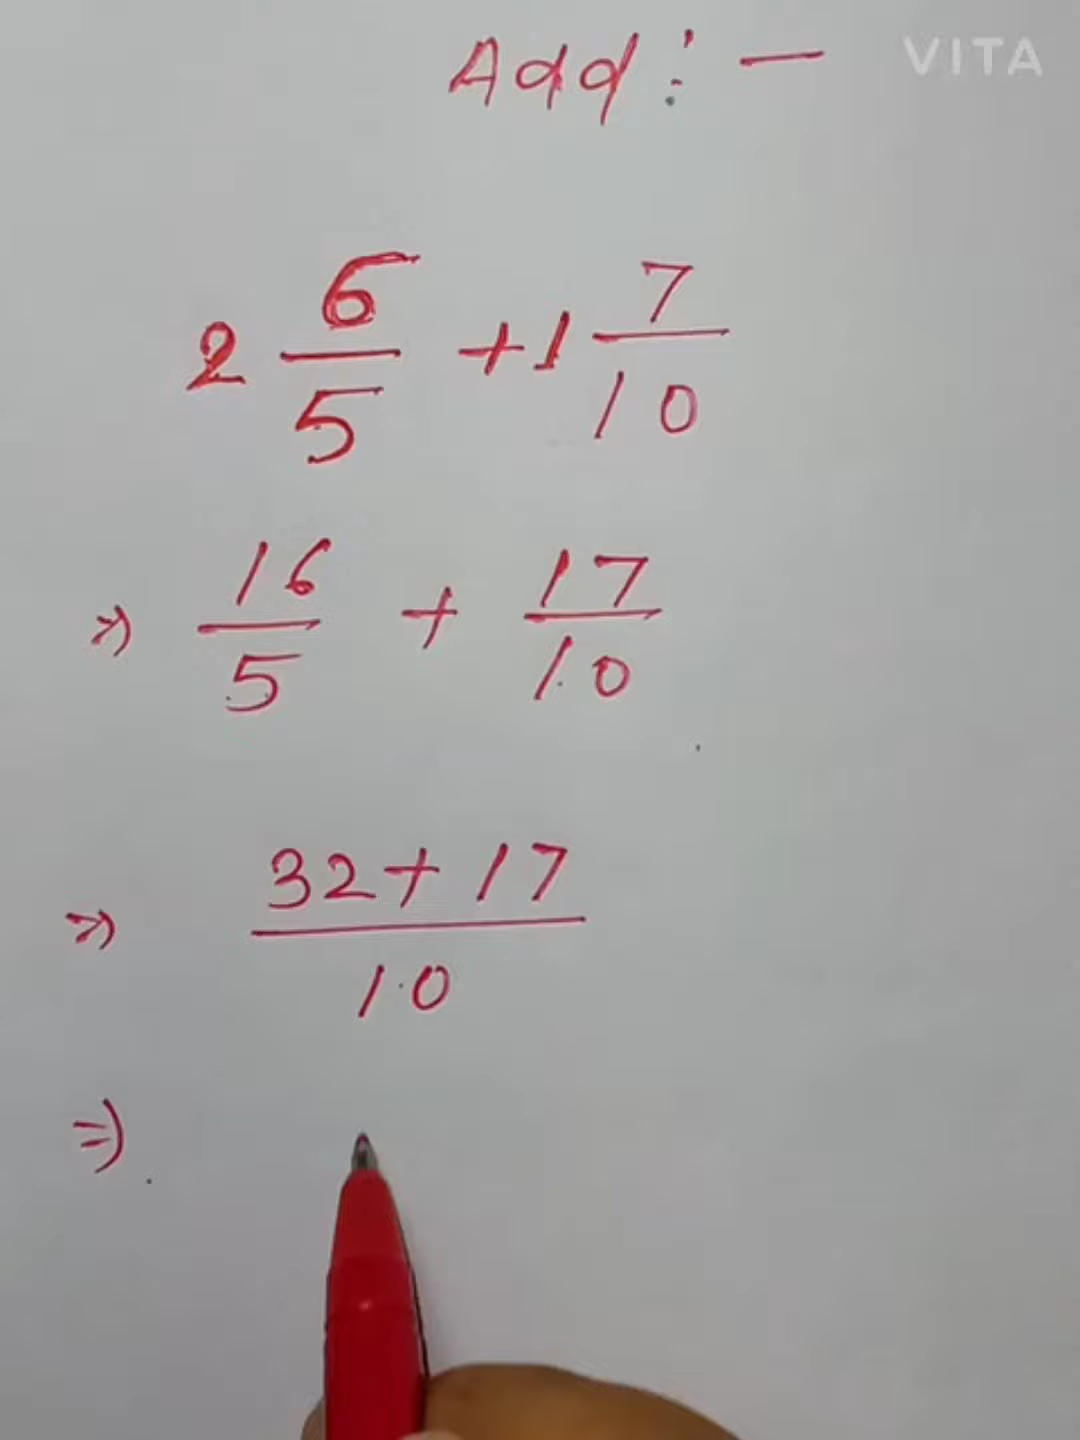 Add : —
VITA
2 6/5 + 1 7/10
⇒ 16/5 + 17/10
⇒ 32 + 17/10
⇒